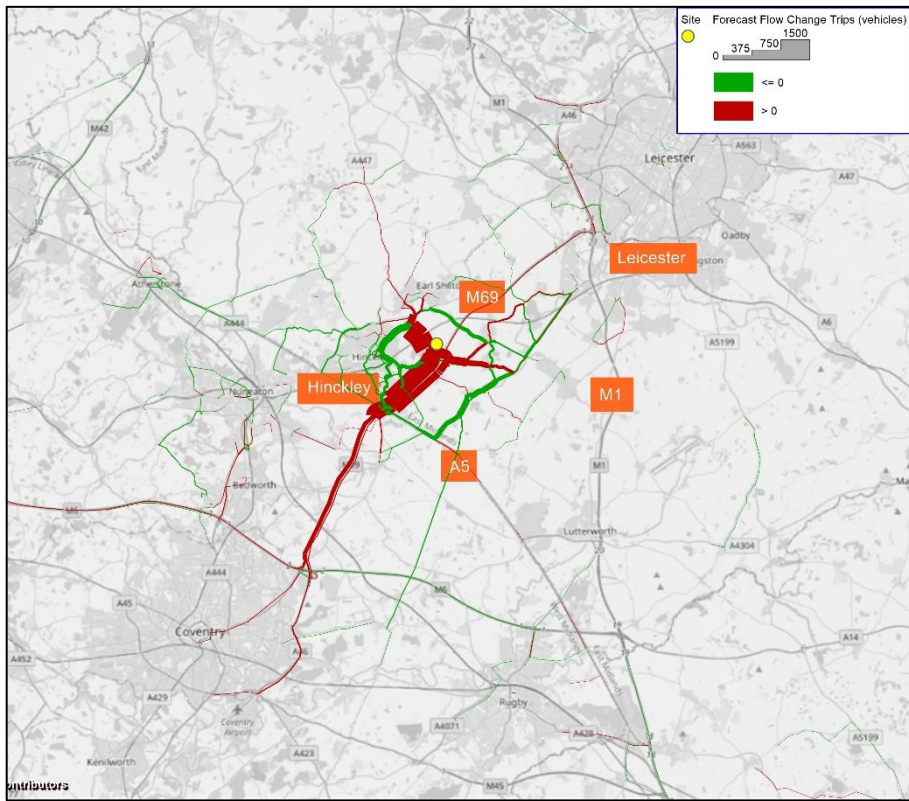 Site Forecast Flow Change Trips (vehicles)
0 375 750 1500
<= 0
> 0
M1
A46
Leicester
A563
A47
M42
A447
Oadby
Leicester
Earl Shilton
M69
Atherstone
A444
A6
A5199
Hinckley
Nuneaton
M1
A5
M1
Bedworth
M6
Lutterworth
A4304
A444
A45
M6
Coventry
A14
A452
A429
Rugby
Coventry
Airport
A4071
A428
A423
A5199
Kenilworth
M45
ontributors